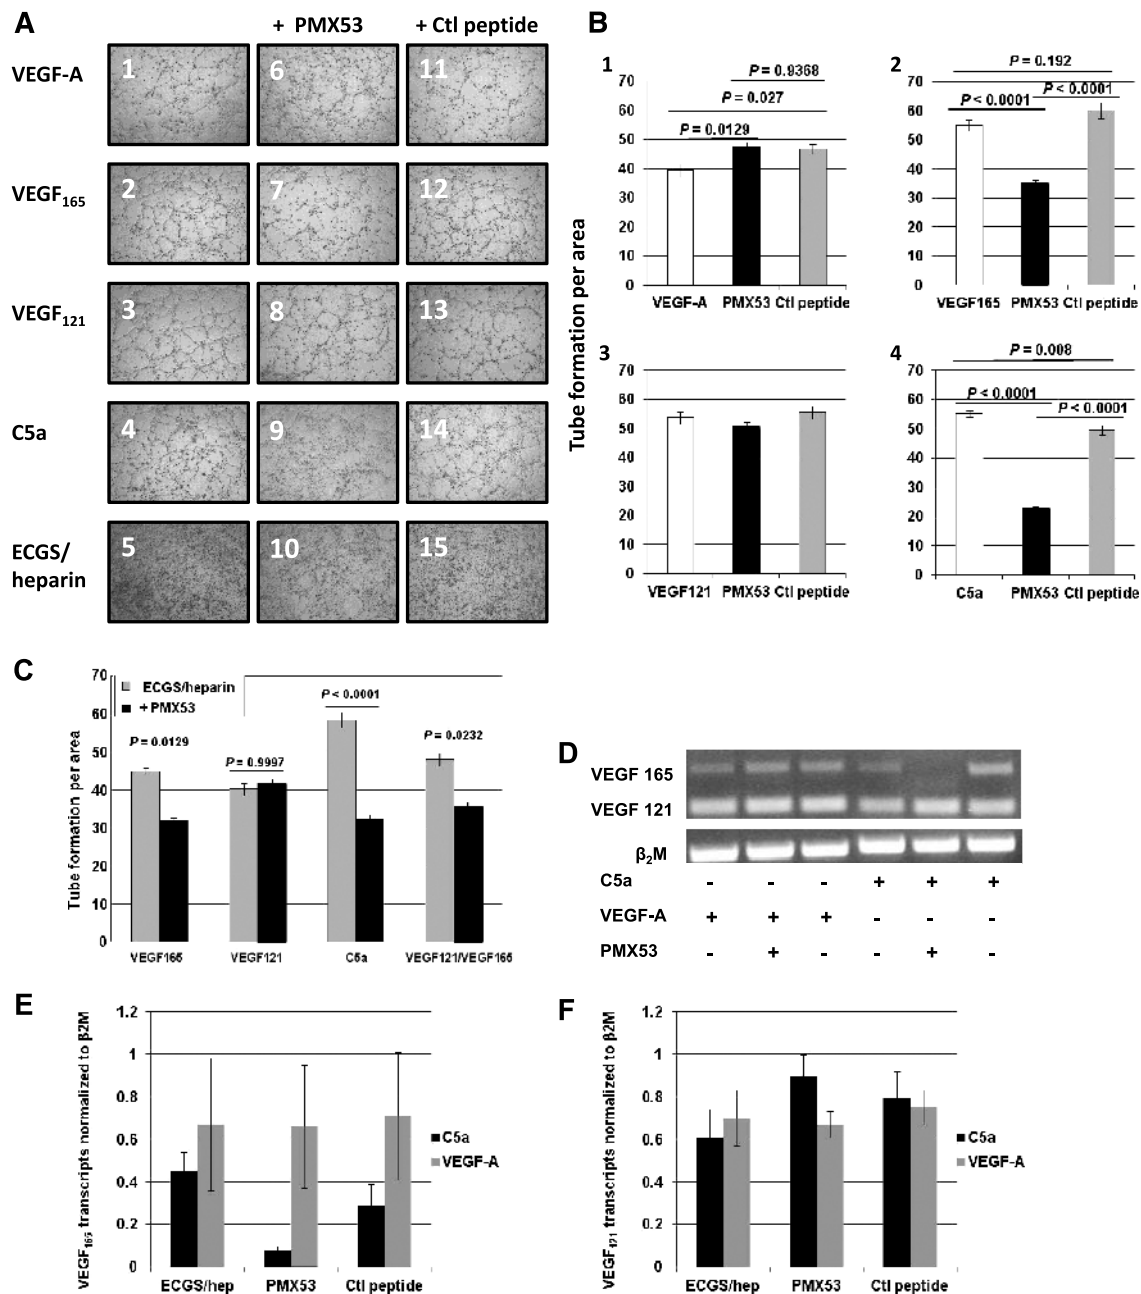 A
+ PMX53
+ Ctl peptide
VEGF-A
1
6
11
VEGF165
2
7
12
VEGF121
3
8
13
C5a
4
9
14
ECGS/
heparin
5
10
15
B
Tube formation per area
1
P = 0.9368
P = 0.027
P = 0.0129
70
60
50
40
30
20
10
0
VEGF-A PMX53 Ctl peptide
2
P = 0.192
P < 0.0001
P < 0.0001
70
60
50
40
30
20
10
0
VEGF165 PMX53 Ctl peptide
3
70
60
50
40
30
20
10
0
VEGF121 PMX53 Ctl peptide
4
P = 0.008
P < 0.0001
P < 0.0001
70
60
50
40
30
20
10
0
C5a PMX53 Ctl peptide
C
Tube formation per area
70
60
50
40
30
20
10
0
ECGS/heparin
+ PMX53
P = 0.0129
P = 0.9997
P < 0.0001
P = 0.0232
VEGF165 VEGF121 C5a VEGF121/VEGF165
D
VEGF 165
VEGF 121
β2M
C5a - - - + + +
VEGF-A + + + - - -
PMX53 - + - - + -
E
VEGF165 transcripts normalized to β2M
1.2
1
0.8
0.6
0.4
0.2
0
C5a
VEGF-A
ECGS/hep PMX53 Ctl peptide
F
VEGF121 transcripts normalized to β2M
1.2
1
0.8
0.6
0.4
0.2
0
C5a
VEGF-A
ECGS/hep PMX53 Ctl peptide